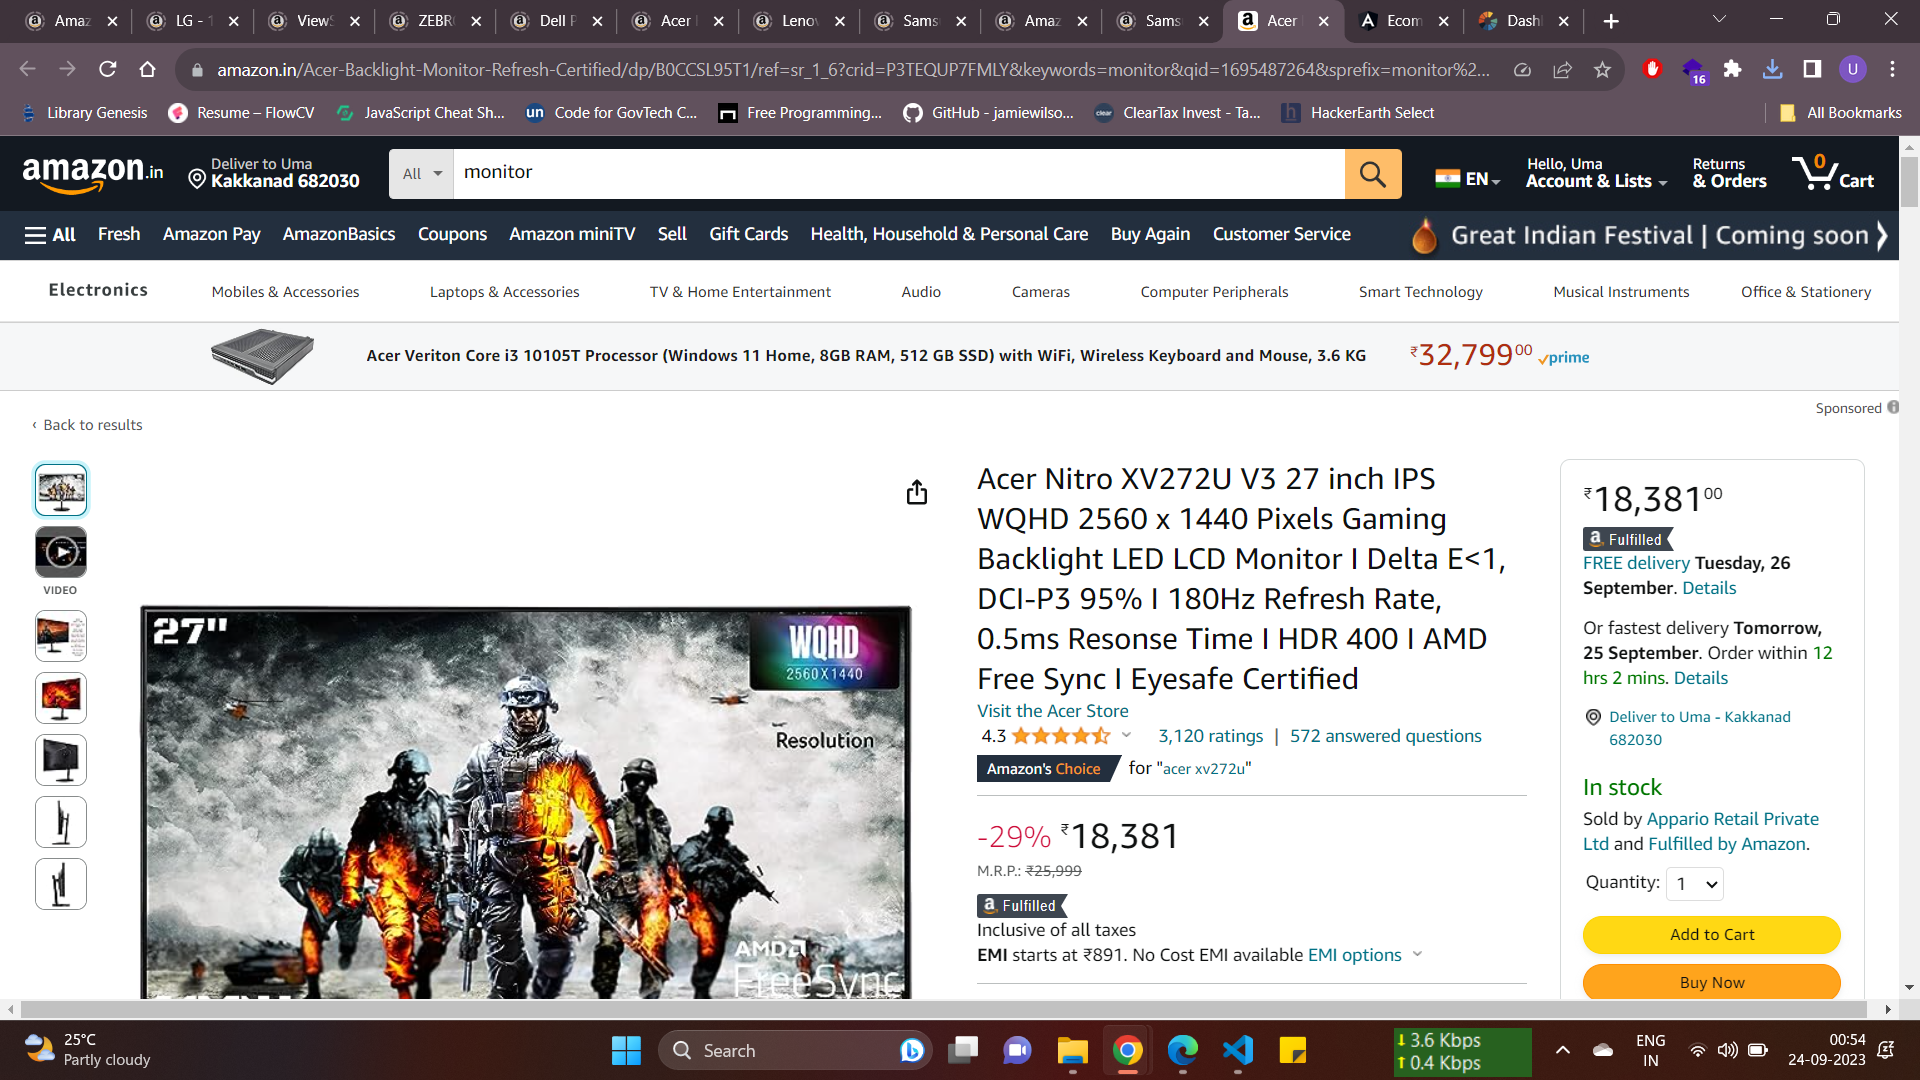 Amaz
LG - 1
ViewS
ZEBR
Dell P
Acer
Leno
Sams
Amaz
Sams
Acer
Ecom
Dash
amazon.in/Acer-Backlight-Monitor-Refresh-Certified/dp/B0CCSL95T1/ref=sr_1_6?crid=P3TEQUP7FMLY&keywords=monitor&qid=1695487264&sprefix=monitor%2...
16
U
Library Genesis
Resume – FlowCV
JavaScript Cheat Sh...
un Code for GovTech C...
Free Programming...
GitHub - jamiewilso...
clear ClearTax Invest - Ta...
h HackerEarth Select
All Bookmarks
amazon.in
Deliver to Uma
Kakkanad 682030
All
monitor
EN
Hello, Uma
Account & Lists
Returns
& Orders
0
Cart
All
Fresh
Amazon Pay
AmazonBasics
Coupons
Amazon miniTV
Sell
Gift Cards
Health, Household & Personal Care
Buy Again
Customer Service
Great Indian Festival | Coming soon
Electronics
Mobiles & Accessories
Laptops & Accessories
TV & Home Entertainment
Audio
Cameras
Computer Peripherals
Smart Technology
Musical Instruments
Office & Stationery
Acer Veriton Core i3 10105T Processor (Windows 11 Home, 8GB RAM, 512 GB SSD) with WiFi, Wireless Keyboard and Mouse, 3.6 KG
₹32,79900 prime
Sponsored
‹ Back to results
VIDEO
27"
WQHD
2560X1440
Resolution
AMD
FreeSync
Acer Nitro XV272U V3 27 inch IPS
WQHD 2560 x 1440 Pixels Gaming
Backlight LED LCD Monitor I Delta E<1,
DCI-P3 95% I 180Hz Refresh Rate,
0.5ms Resonse Time I HDR 400 I AMD
Free Sync I Eyesafe Certified
Visit the Acer Store
4.3
3,120 ratings | 572 answered questions
Amazon's Choice for "acer xv272u"
-29% ₹18,381
M.R.P.: ₹25,999
a Fulfilled
Inclusive of all taxes
EMI starts at ₹891. No Cost EMI available EMI options
₹18,38100
a Fulfilled
FREE delivery Tuesday, 26
September. Details
Or fastest delivery Tomorrow,
25 September. Order within 12
hrs 2 mins. Details
Deliver to Uma - Kakkanad
682030
In stock
Sold by Appario Retail Private
Ltd and Fulfilled by Amazon.
Quantity: 1
Add to Cart
Buy Now
25°C
Partly cloudy
Search
3.6 Kbps
0.4 Kbps
ENG
IN
00:54
24-09-2023